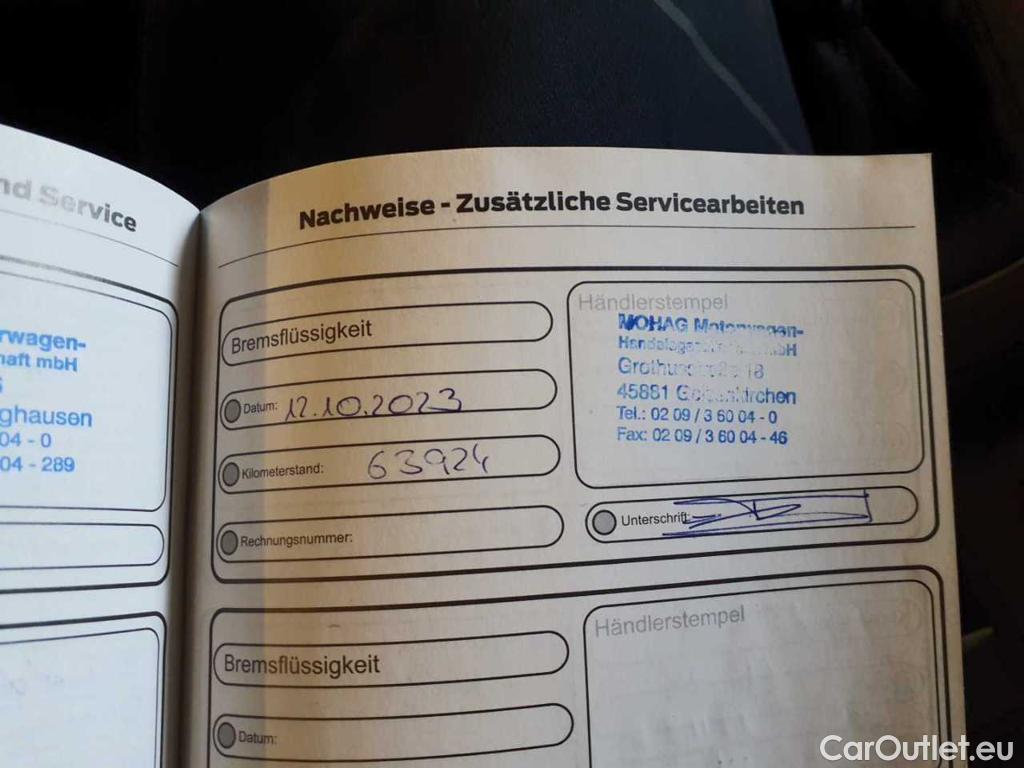 nd Service
rwagen-
haft mbH
ghausen
04 - 0
04 - 289
Nachweise - Zusätzliche Servicearbeiten
Bremsflüssigkeit
Datum: 12.10.2023
Kilometerstand: 63924
Rechnungsnummer:
Händlerstempel
MOHAG Motorwagen-
45881 Gelsenkirchen
Tel.: 02 09 / 3 60 04 - 0
Fax: 02 09 / 3 60 04 - 46
Unterschrift:
Bremsflüssigkeit
Datum:
Händlerstempel
CarOutlet.eu